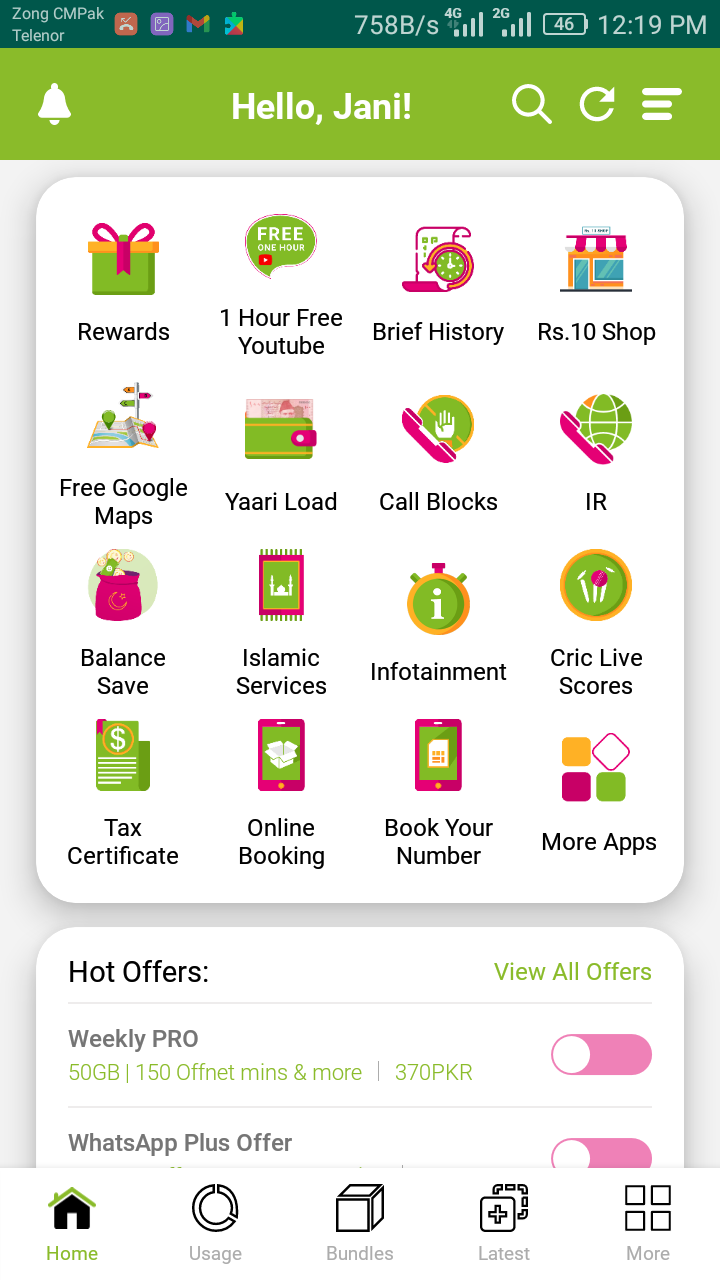 Zong CMPak
Telenor
758B/s 4G 2G 46 12:19 PM
Hello, Jani!
FREE
ONE HOUR
Rs. 10 SHOP
Rewards
1 Hour Free
Youtube
Brief History
Rs.10 Shop
Free Google
Maps
Yaari Load
Call Blocks
IR
Balance
Save
Islamic
Services
Infotainment
Cric Live
Scores
Tax
Certificate
Online
Booking
Book Your
Number
More Apps
Hot Offers:
View All Offers
Weekly PRO
50GB | 150 Offnet mins & more | 370PKR
WhatsApp Plus Offer
Home
Usage
Bundles
Latest
More